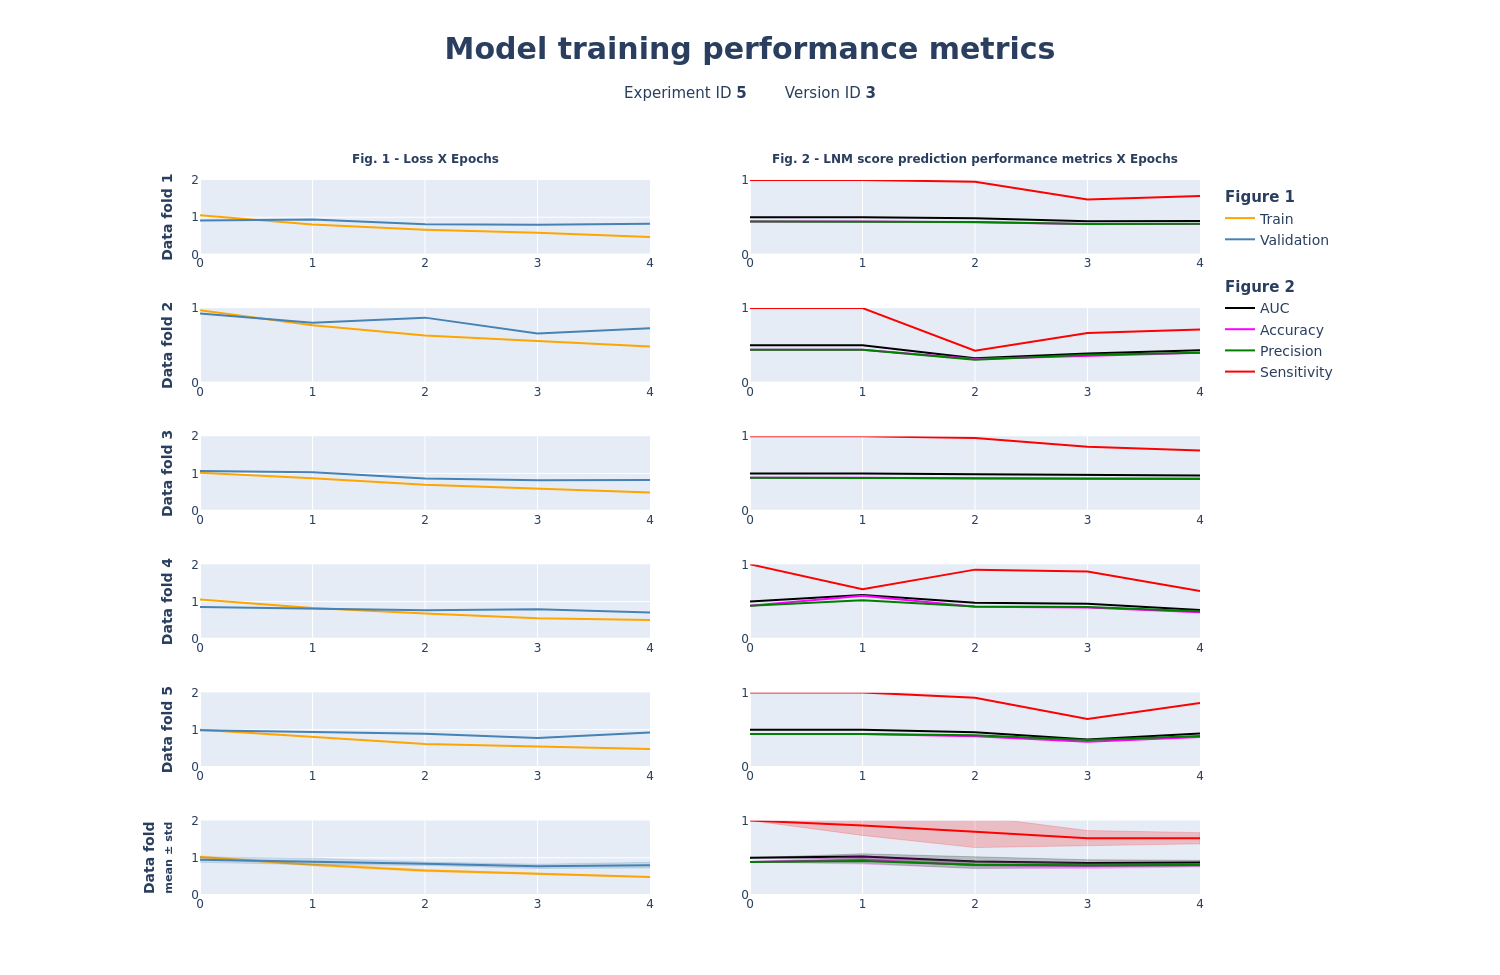 Model training performance metrics
Experiment ID 5 Version ID 3
Fig. 1 - Loss X Epochs
Data fold 1
2
1
0
0 1 2 3 4
Data fold 2
1
0
0 1 2 3 4
Data fold 3
2
1
0
0 1 2 3 4
Data fold 4
2
1
0
0 1 2 3 4
Data fold 5
2
1
0
0 1 2 3 4
Data fold
mean ± std
2
1
0
0 1 2 3 4
Fig. 2 - LNM score prediction performance metrics X Epochs
1
0
0 1 2 3 4
1
0
0 1 2 3 4
1
0
0 1 2 3 4
1
0
0 1 2 3 4
1
0
0 1 2 3 4
1
0
0 1 2 3 4
Figure 1
Train
Validation
Figure 2
AUC
Accuracy
Precision
Sensitivity